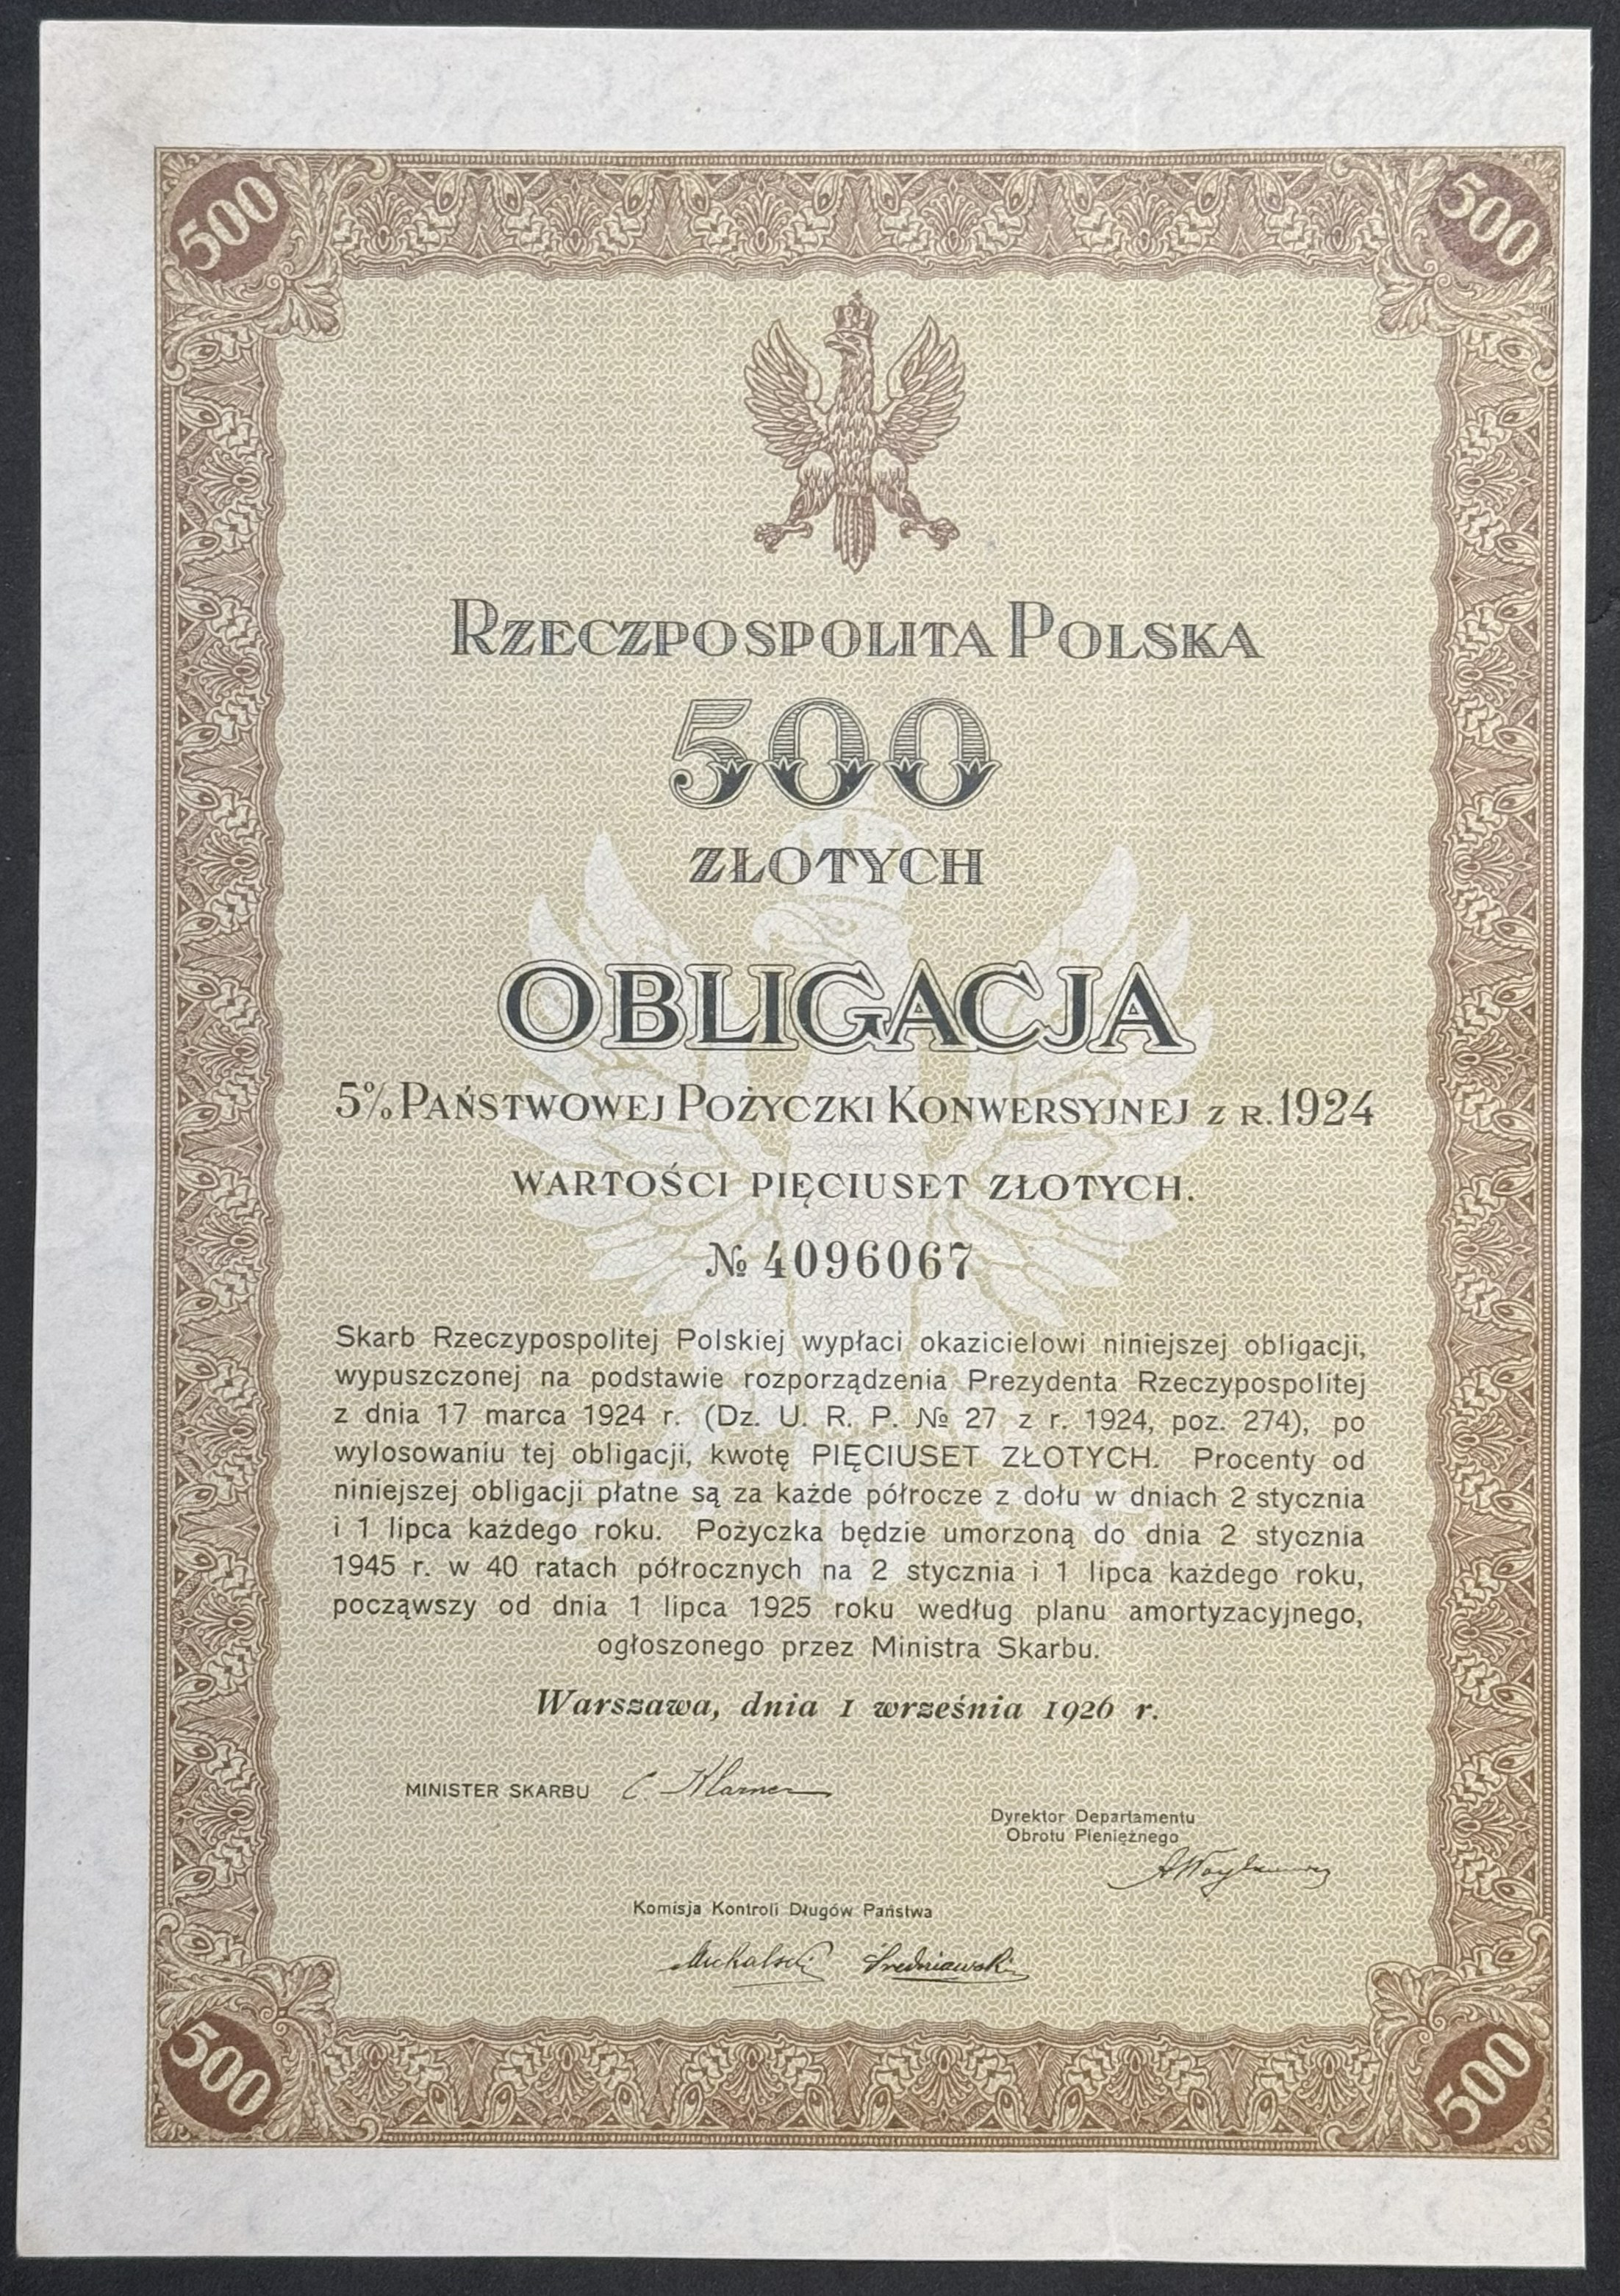 500
500
RZECZPOSPOLITA POLSKA
500
ZŁOTYCH
OBLIGACJA
5% PAŃSTWOWEJ POŻYCZKI KONWERSYJNEJ Z R. 1924
WARTOŚCI PIĘCIUSET ZŁOTYCH.
№ 4096067
Skarb Rzeczypospolitej Polskiej wypłaci okazicielowi niniejszej obligacji,
wypuszczonej na podstawie rozporządzenia Prezydenta Rzeczypospolitej
z dnia 17 marca 1924 r. (Dz. U. R. P. № 27 z r. 1924, poz. 274), po
wylosowaniu tej obligacji, kwotę PIĘCIUSET ZŁOTYCH. Procenty od
niniejszej obligacji płatne są za każde półrocze z dołu w dniach 2 stycznia
i 1 lipca każdego roku. Pożyczka będzie umorzoną do dnia 2 stycznia
1945 r. w 40 ratach półrocznych na 2 stycznia i 1 lipca każdego roku,
począwszy od dnia 1 lipca 1925 roku według planu amortyzacyjnego,
ogłoszonego przez Ministra Skarbu.
Warszawa, dnia 1 września 1926 r.
MINISTER SKARBU C. Klarner
Dyrektor Departamentu
Obrotu Pieniężnego
Komisja Kontroli Długów Państwa
Średniawski
500
500